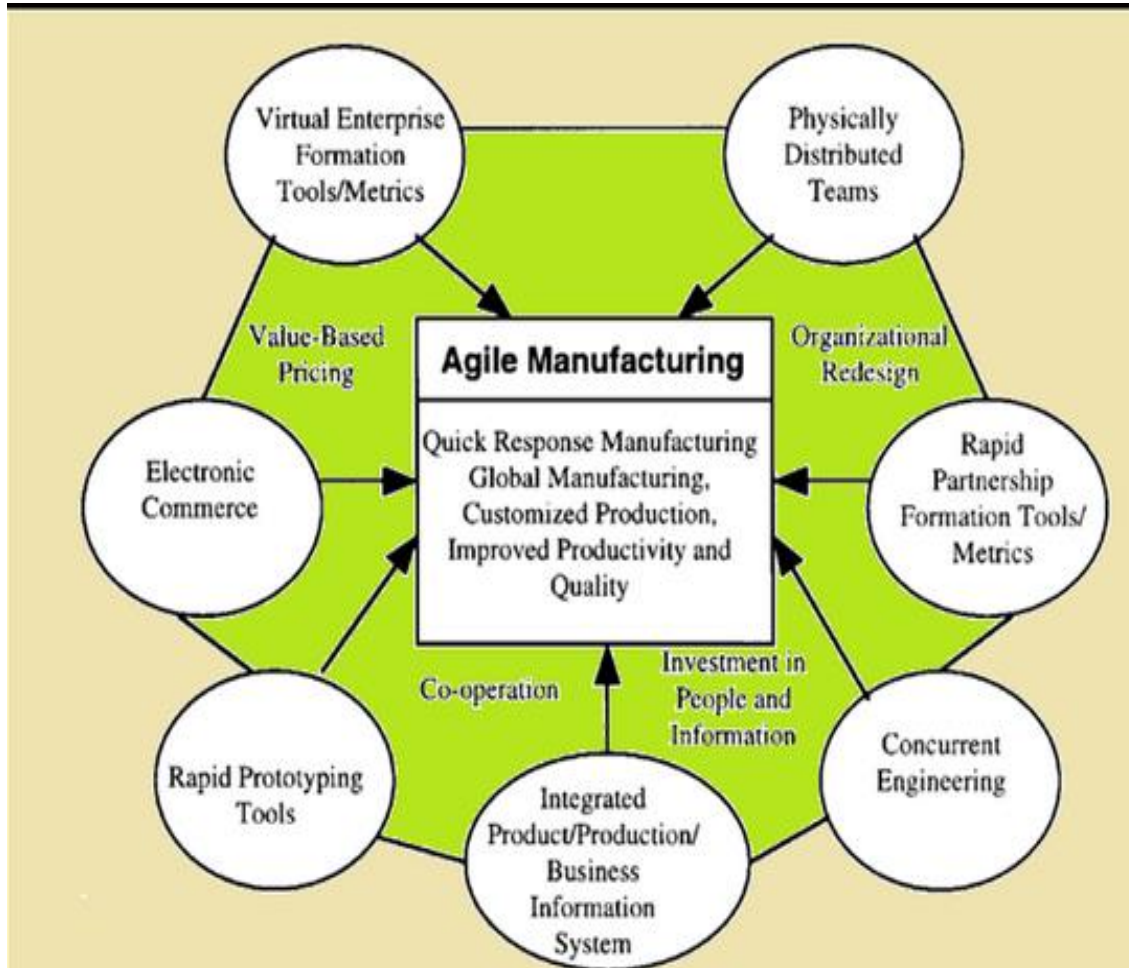 Virtual Enterprise
Formation
Tools/Metrics
Physically
Distributed
Teams
Value-Based
Pricing
Agile Manufacturing
Organizational
Redesign
Quick Response Manufacturing
Global Manufacturing,
Customized Production,
Improved Productivity and
Quality
Electronic
Commerce
Rapid
Partnership
Formation Tools/
Metrics
Co-operation
Investment in
People and
Information
Rapid Prototyping
Tools
Integrated
Product/Production/
Business
Information
System
Concurrent
Engineering